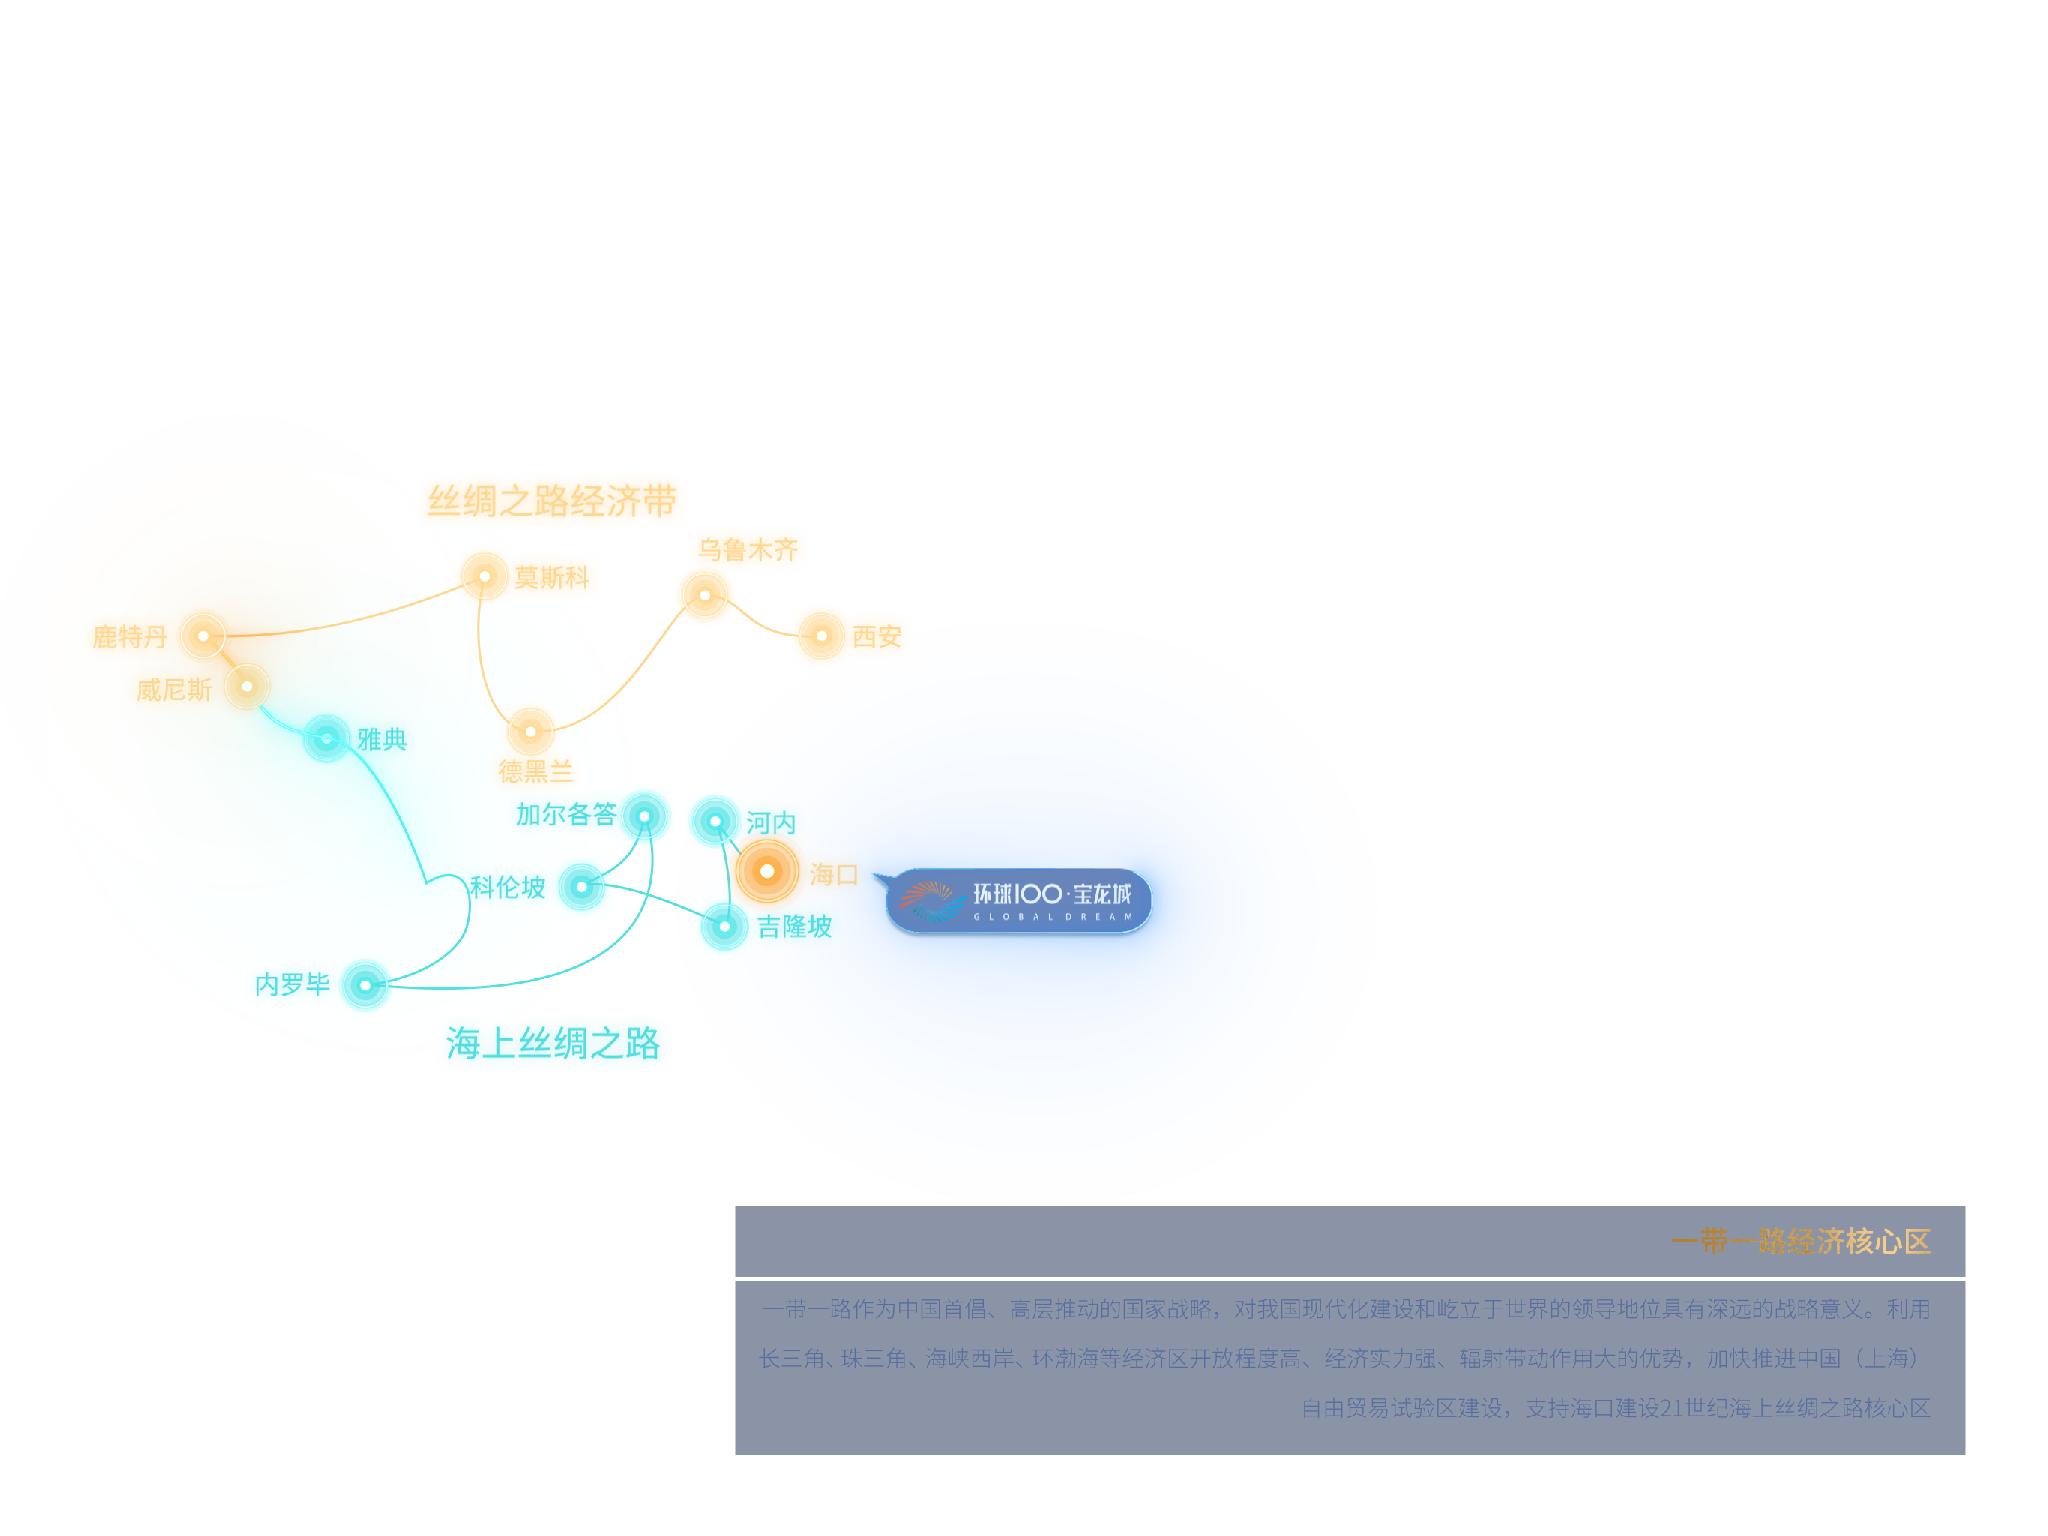 丝绸之路经济带
乌鲁木齐
莫斯科
鹿特丹
西安
威尼斯
雅典
德黑兰
加尔各答
河内
海口
科伦坡
环球100·宝龙城
GLOBAL DREAM
吉隆坡
内罗毕
海上丝绸之路
一带一路经济核心区
一带一路作为中国首倡、高层推动的国家战略，对我国现代化建设和屹立于世界的领导地位具有深远的战略意义。利用
长三角、珠三角、海峡西岸、环渤海等经济区开放程度高、经济实力强、辐射带动作用大的优势，加快推进中国（上海）
自由贸易试验区建设，支持海口建设21世纪海上丝绸之路核心区